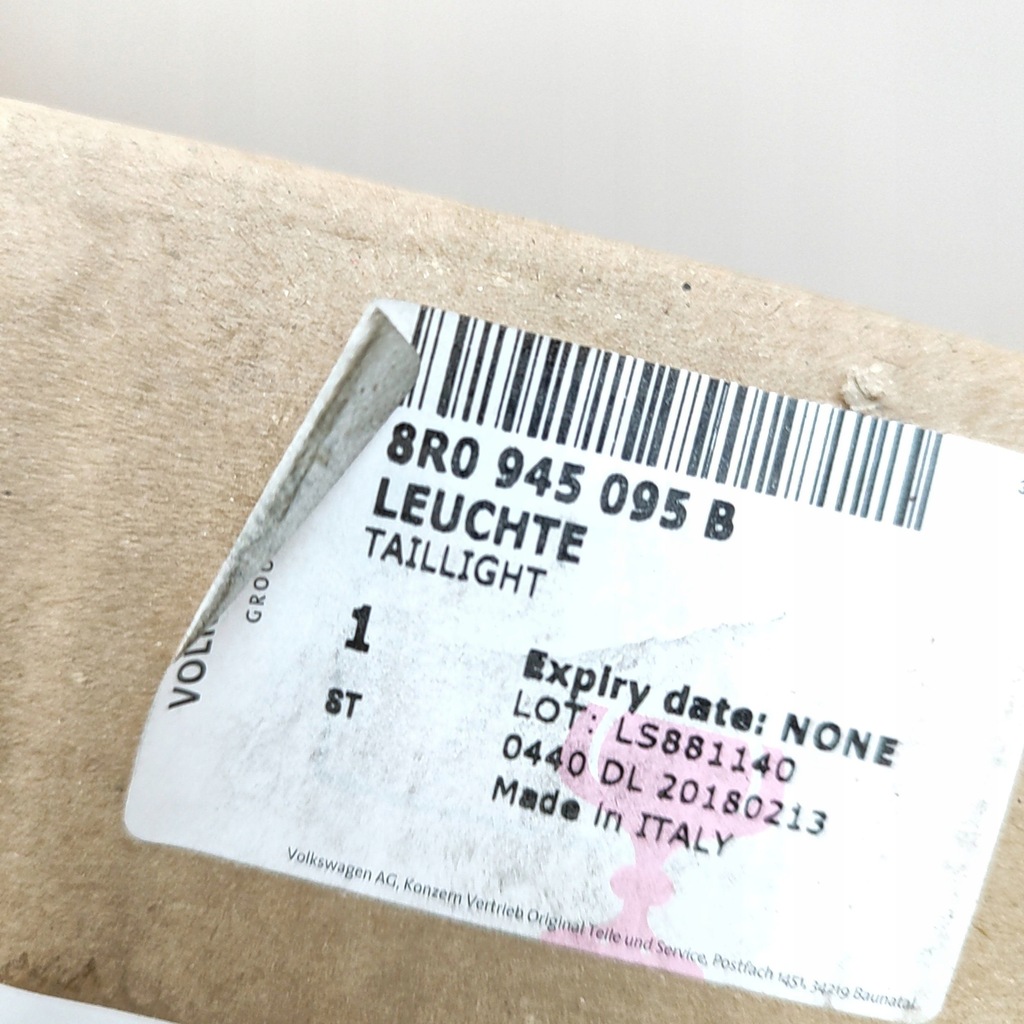 8R0 945 095 B
LEUCHTE
TAILLIGHT
1
ST
Expiry date: NONE
LOT: LS881140
0440 DL 20180213
Made in ITALY
Volkswagen AG, Konzern Vertrieb Original Teile und Service, Postfach 1451, 34219 Baunatal